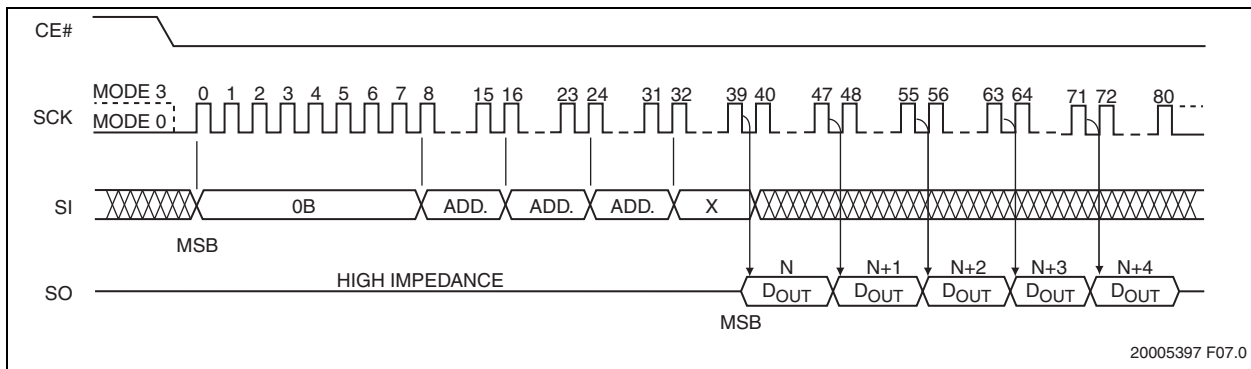 CE#
MODE 3
0 1 2 3 4 5 6 7 8 15 16 23 24 31 32 39 40 47 48 55 56 63 64 71 72 80
SCK
MODE 0
SI
0B ADD. ADD. ADD. X
MSB
HIGH IMPEDANCE
N N+1 N+2 N+3 N+4
SO
DOUT DOUT DOUT DOUT DOUT
MSB
20005397 F07.0